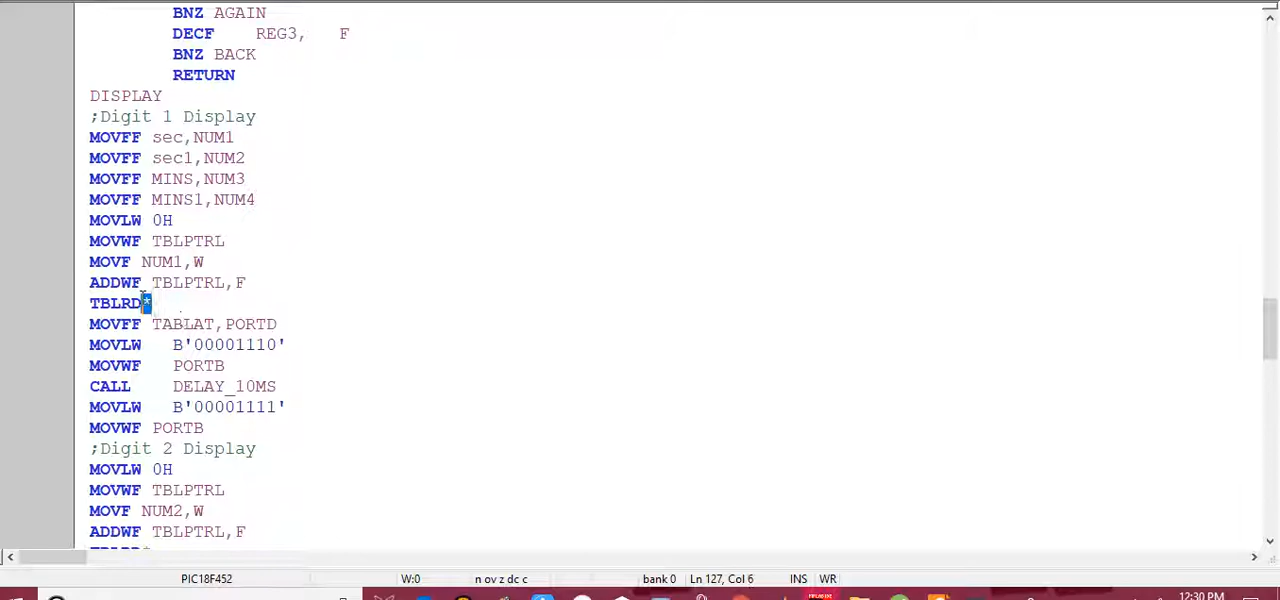 BNZ AGAIN
DECF REG3, F
BNZ BACK
RETURN
DISPLAY
;Digit 1 Display
MOVFF sec,NUM1
MOVFF sec1,NUM2
MOVFF MINS,NUM3
MOVFF MINS1,NUM4
MOVLW 0H
MOVWF TBLPTRL
MOVF NUM1,W
ADDWF TBLPTRL,F
TBLRD*
MOVFF TABLAT,PORTD
MOVLW B'00001110'
MOVWF PORTB
CALL DELAY_10MS
MOVLW B'00001111'
MOVWF PORTB
;Digit 2 Display
MOVLW 0H
MOVWF TBLPTRL
MOVF NUM2,W
ADDWF TBLPTRL,F
PIC18F452 W:0 n ov z dc c bank 0 Ln 127, Col 6 INS WR
12:30 PM